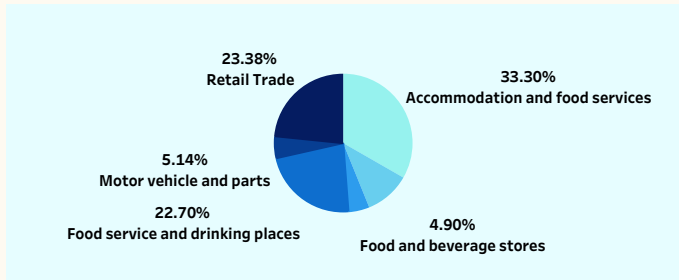 23.38%
Retail Trade
33.30%
Accommodation and food services
5.14%
Motor vehicle and parts
22.70%
Food service and drinking places
4.90%
Food and beverage stores